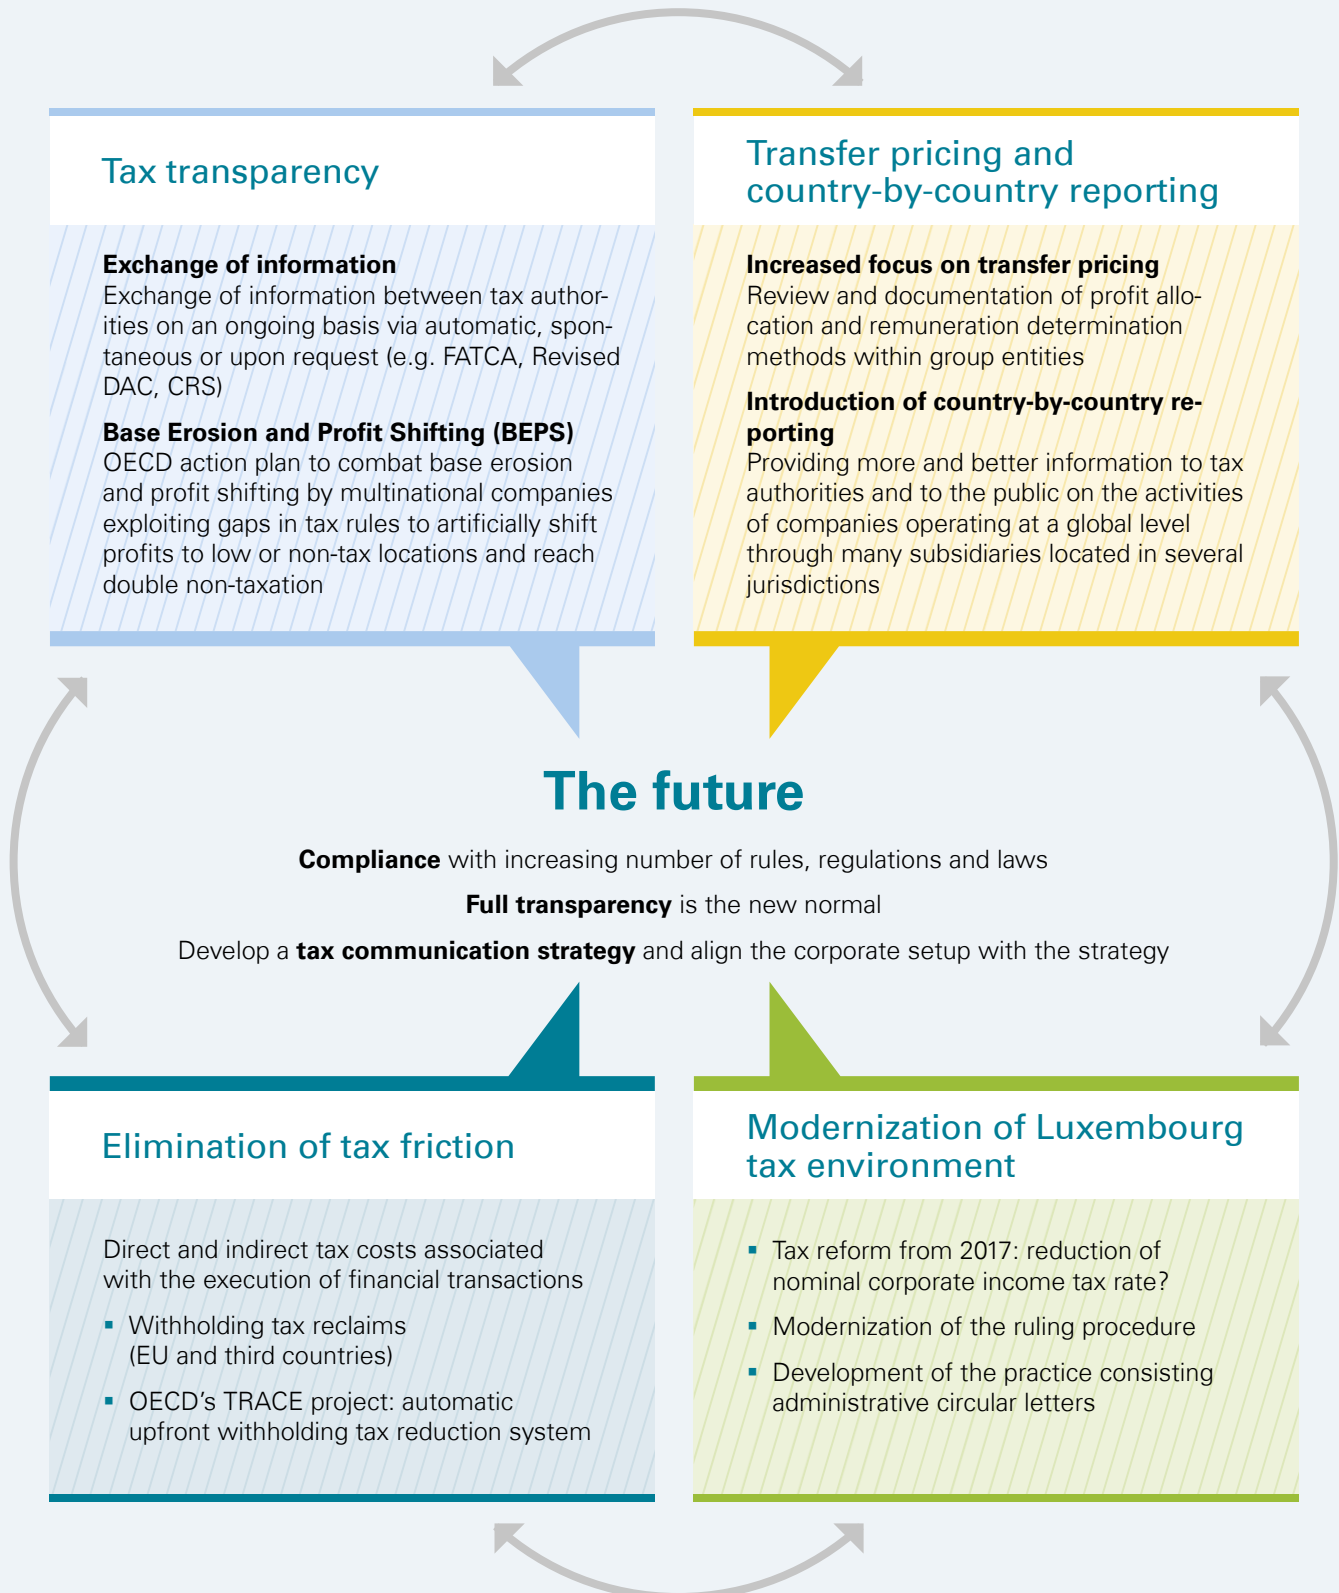 Tax transparency
Exchange of information
Exchange of information between tax author-
ities on an ongoing basis via automatic, spon-
taneous or upon request (e.g. FATCA, Revised
DAC, CRS)
Base Erosion and Profit Shifting (BEPS)
OECD action plan to combat base erosion
and profit shifting by multinational companies
exploiting gaps in tax rules to artificially shift
profits to low or non-tax locations and reach
double non-taxation
Transfer pricing and
country-by-country reporting
Increased focus on transfer pricing
Review and documentation of profit allo-
cation and remuneration determination
methods within group entities
Introduction of country-by-country re-
porting
Providing more and better information to tax
authorities and to the public on the activities
of companies operating at a global level
through many subsidiaries located in several
jurisdictions
The future
Compliance with increasing number of rules, regulations and laws
Full transparency is the new normal
Develop a tax communication strategy and align the corporate setup with the strategy
Elimination of tax friction
Direct and indirect tax costs associated
with the execution of financial transactions
▪ Withholding tax reclaims
(EU and third countries)
▪ OECD's TRACE project: automatic
upfront withholding tax reduction system
Modernization of Luxembourg
tax environment
▪ Tax reform from 2017: reduction of
nominal corporate income tax rate?
▪ Modernization of the ruling procedure
▪ Development of the practice consisting
administrative circular letters